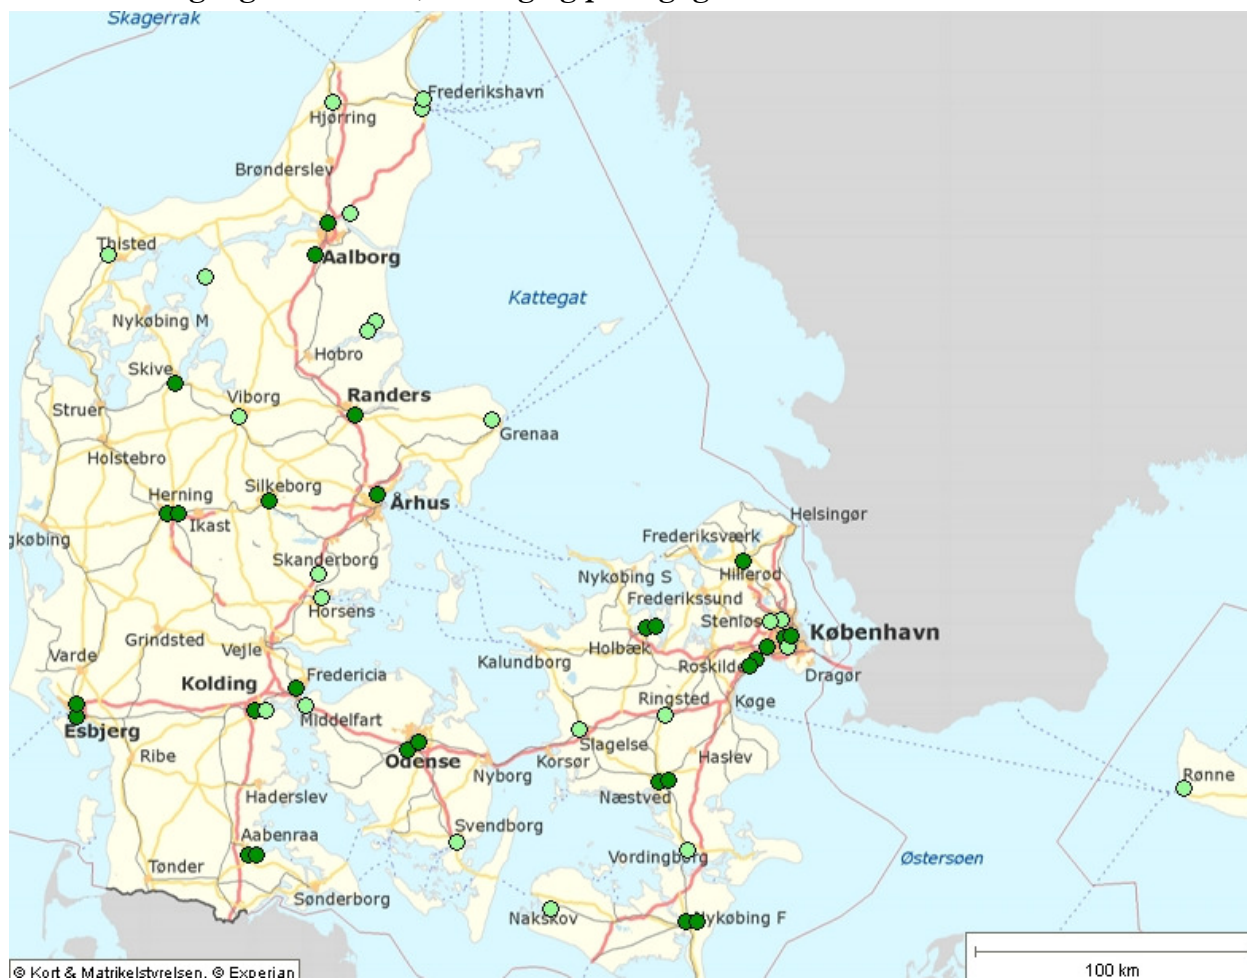 Skagerrak
Frederikshavn
Hjørring
Brønderslev
Thisted
Aalborg
Kattegat
Nykøbing M
Hobro
Skive
Viborg
Randers
Struer
Grenaa
Holstebro
Herning
Silkeborg
Århus
Ikast
Helsingør
Frederiksværk
gkøbing
Skanderborg
Nykøbing S
Hillerød
Frederikssund
Horsens
Stenløs
Grindsted
København
Vejle
Holbæk
Varde
Kalundborg
Roskilde
Dragør
Fredericia
Kolding
Ringsted
Køge
Middelfart
Esbjerg
Slagelse
Ribe
Odense
Nyborg
Korsør
Haslev
Rønne
Haderslev
Næstved
Svendborg
Aabenraa
Vordingborg
Østersøen
Tønder
Sønderborg
Nakskov
Nykøbing F
© Kort & Matrikelstyrelsen, © Experian
100 km